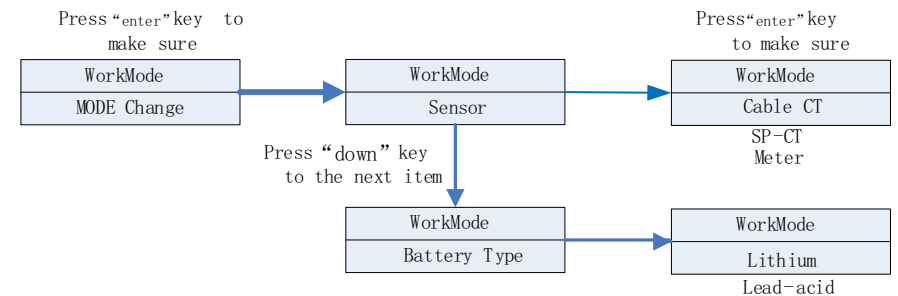 Press “enter” key to
make sure
WorkMode
MODE Change
WorkMode
Sensor
Press“enter” key
to make sure
WorkMode
Cable CT
SP-CT
Meter
Press “down” key
to the next item
WorkMode
Battery Type
WorkMode
Lithium
Lead-acid